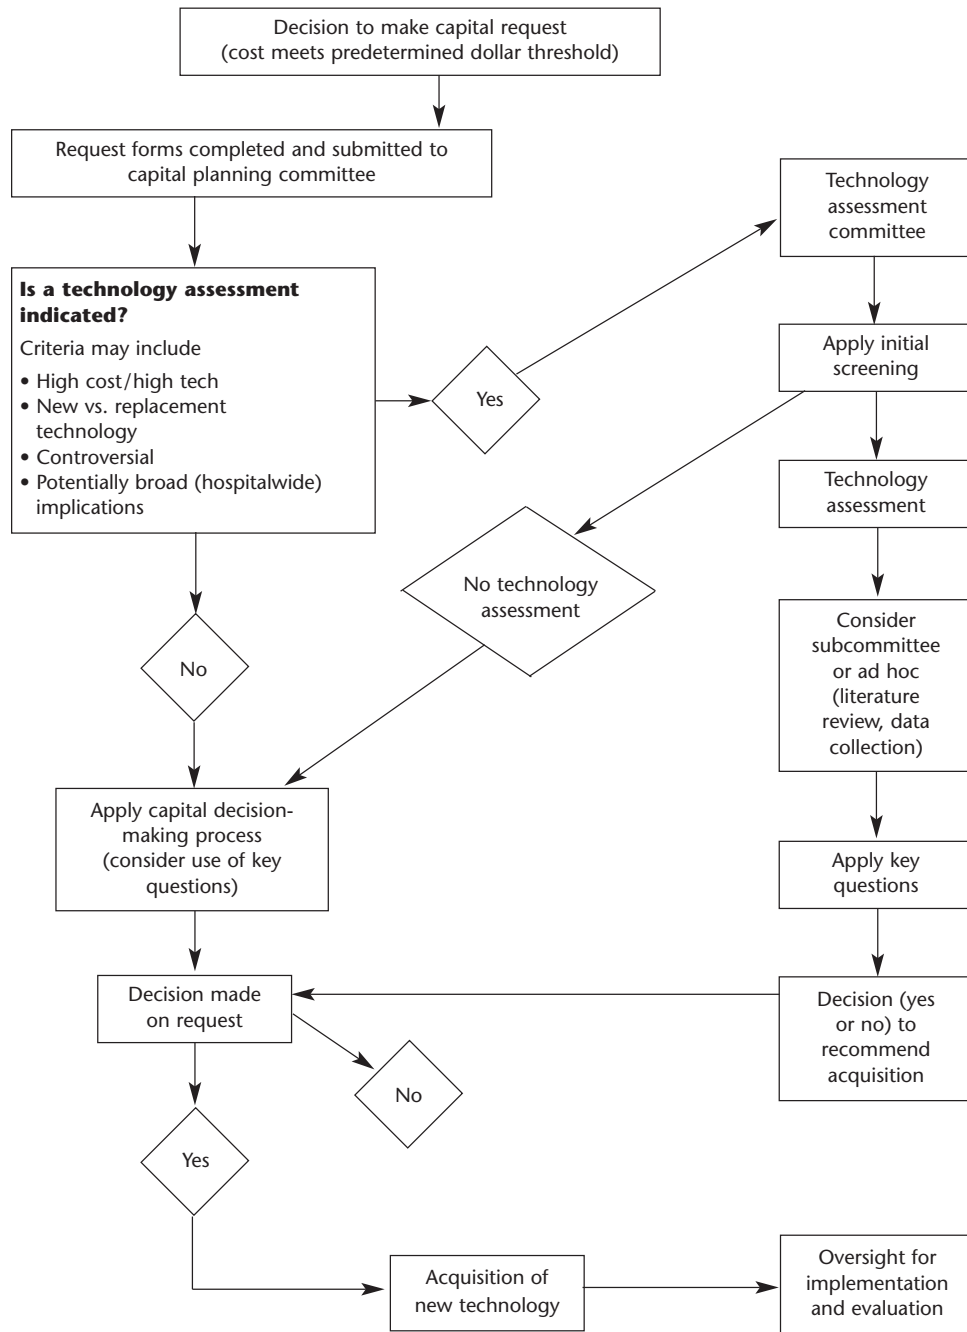 Decision to make capital request
(cost meets predetermined dollar threshold)
Request forms completed and submitted to
capital planning committee
Technology
assessment
committee
Is a technology assessment
indicated?
Criteria may include
• High cost/high tech
• New vs. replacement
technology
• Controversial
• Potentially broad (hospitalwide)
implications
Yes
Apply initial
screening
Technology
assessment
No technology
assessment
Consider
subcommittee
or ad hoc
(literature
review, data
collection)
No
Apply capital decision-
making process
(consider use of key
questions)
Apply key
questions
Decision made
on request
Decision (yes
or no) to
recommend
acquisition
No
Yes
Acquisition of
new technology
Oversight for
implementation
and evaluation